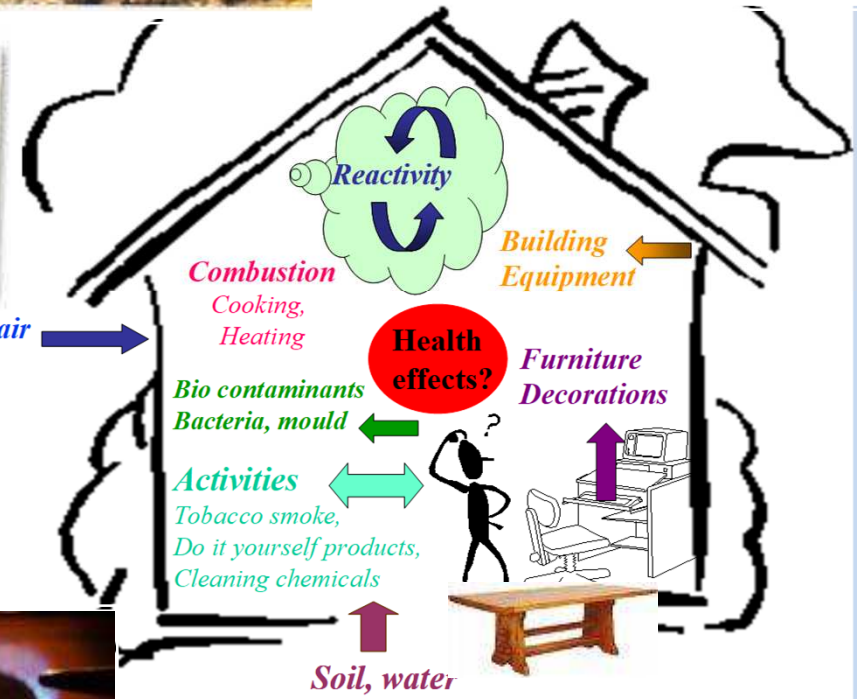 Reactivity
Building
Equipment
Combustion
Cooking,
Heating
air
Health
effects?
Furniture
Decorations
Bio contaminants
Bacteria, mould
?
Activities
Tobacco smoke,
Do it yourself products,
Cleaning chemicals
Soil, water